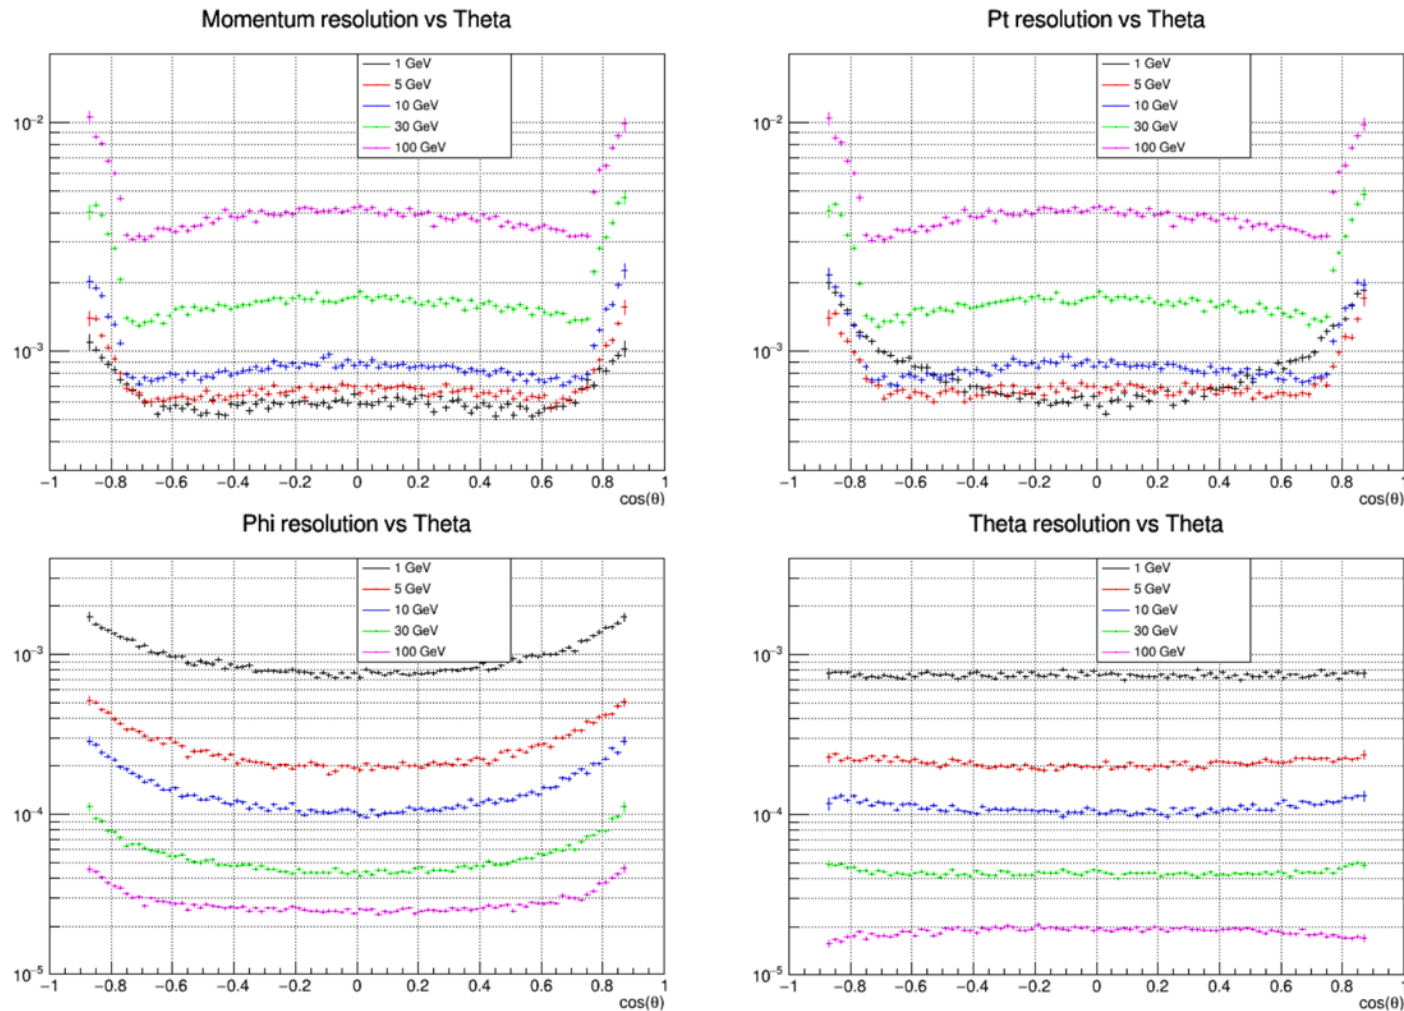 Momentum resolution vs Theta
1 GeV
5 GeV
10 GeV
30 GeV
100 GeV
10⁻²
10⁻³
−1 −0.8 −0.6 −0.4 −0.2 0 0.2 0.4 0.6 0.8 1
cos(θ)
Pt resolution vs Theta
1 GeV
5 GeV
10 GeV
30 GeV
100 GeV
10⁻²
10⁻³
−1 −0.8 −0.6 −0.4 −0.2 0 0.2 0.4 0.6 0.8 1
cos(θ)
Phi resolution vs Theta
1 GeV
5 GeV
10 GeV
30 GeV
100 GeV
10⁻³
10⁻⁴
10⁻⁵
−1 −0.8 −0.6 −0.4 −0.2 0 0.2 0.4 0.6 0.8 1
cos(θ)
Theta resolution vs Theta
1 GeV
5 GeV
10 GeV
30 GeV
100 GeV
10⁻³
10⁻⁴
10⁻⁵
−1 −0.8 −0.6 −0.4 −0.2 0 0.2 0.4 0.6 0.8 1
cos(θ)